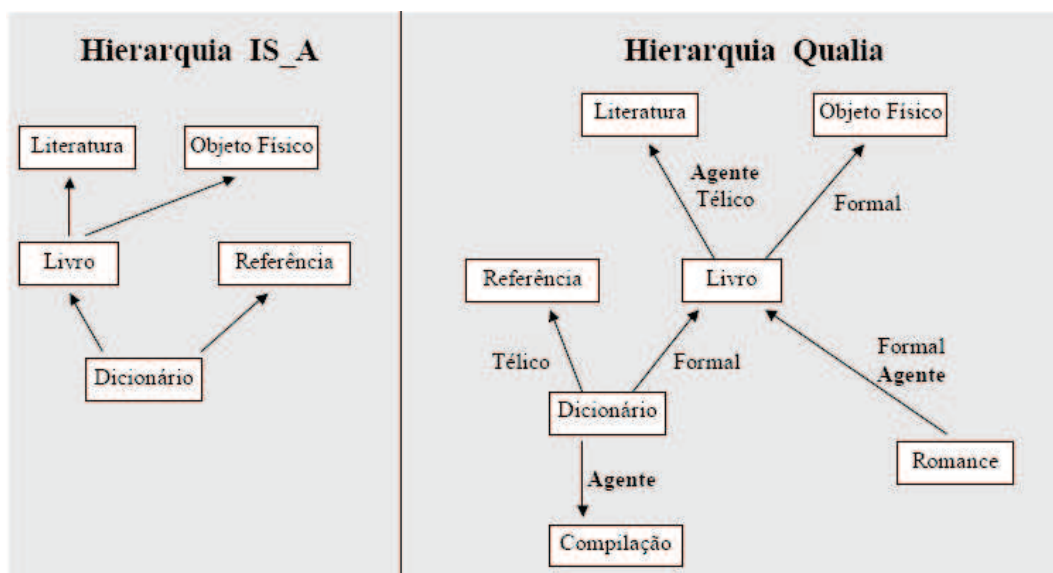 Hierarquia IS_A
Literatura
Objeto Físico
Livro
Referência
Dicionário
Hierarquia Qualia
Literatura
Objeto Físico
Agente
Télico
Formal
Referência
Livro
Télico
Formal
Formal
Agente
Dicionário
Romance
Agente
Compilação